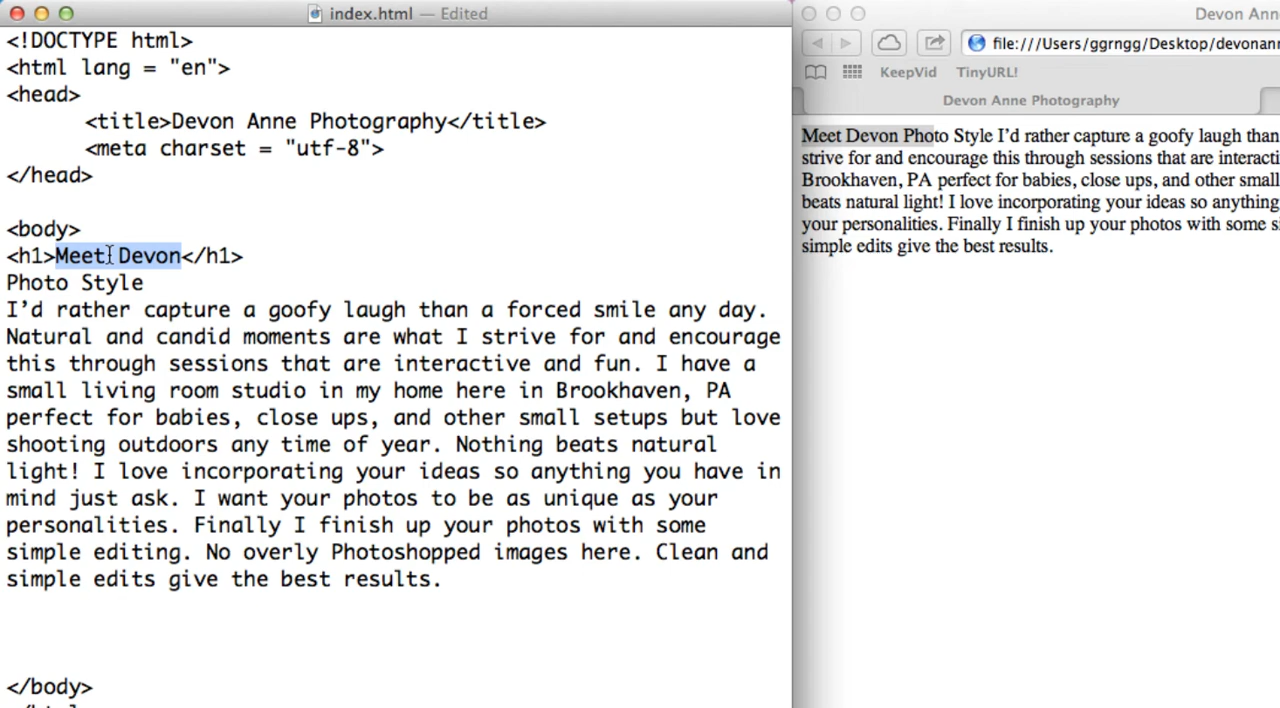 index.html — Edited
<!DOCTYPE html>
<html lang = "en">
<head>
<title>Devon Anne Photography</title>
<meta charset = "utf-8">
</head>
<body>
<h1>Meet Devon</h1>
Photo Style
I’d rather capture a goofy laugh than a forced smile any day.
Natural and candid moments are what I strive for and encourage
this through sessions that are interactive and fun. I have a
small living room studio in my home here in Brookhaven, PA
perfect for babies, close ups, and other small setups but love
shooting outdoors any time of year. Nothing beats natural
light! I love incorporating your ideas so anything you have in
mind just ask. I want your photos to be as unique as your
personalities. Finally I finish up your photos with some
simple editing. No overly Photoshopped images here. Clean and
simple edits give the best results.
</body>
Devon Ann
file:///Users/ggrngg/Desktop/devonann
KeepVid TinyURL!
Devon Anne Photography
Meet Devon Photo Style I’d rather capture a goofy laugh than
strive for and encourage this through sessions that are interacti
Brookhaven, PA perfect for babies, close ups, and other small
beats natural light! I love incorporating your ideas so anything
your personalities. Finally I finish up your photos with some si
simple edits give the best results.